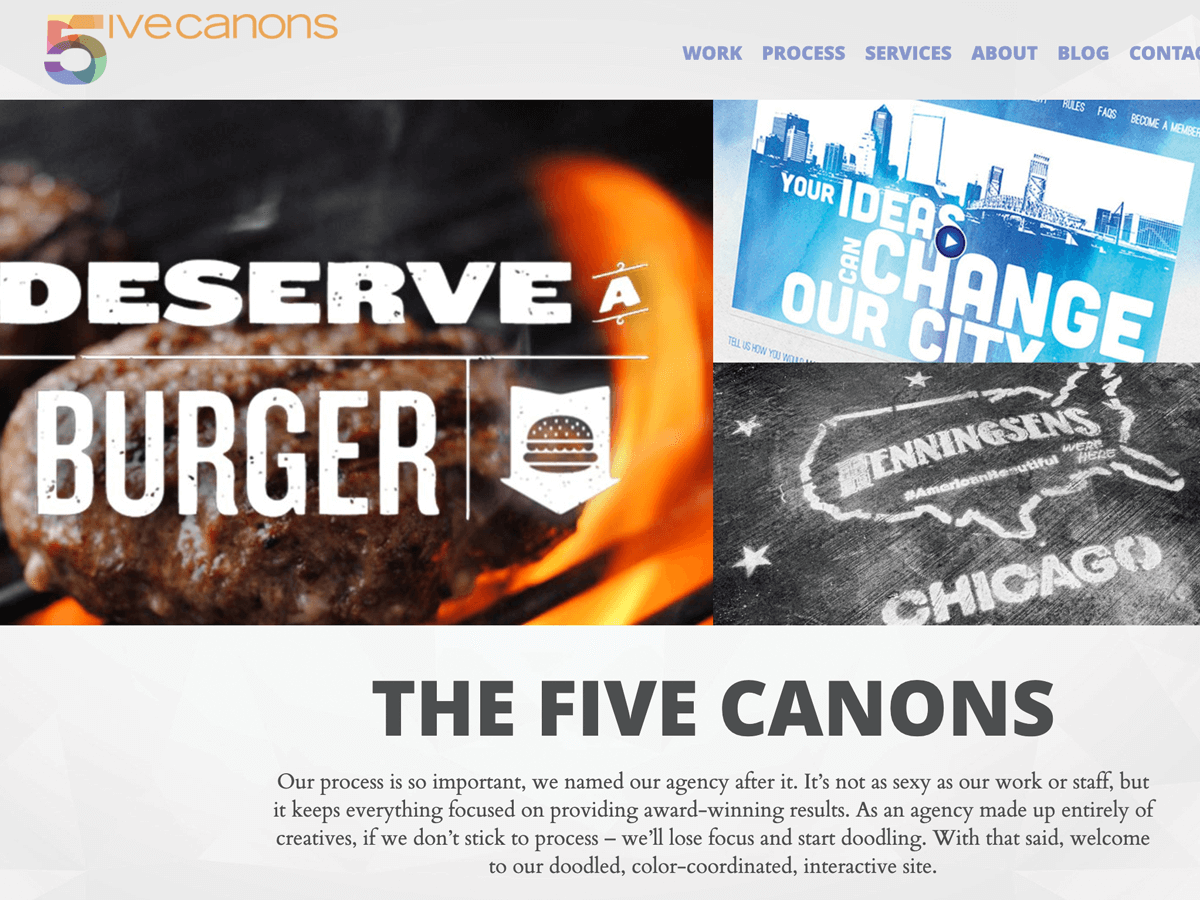 5ivecanons
WORK PROCESS SERVICES ABOUT BLOG CONTAC
RULES FAQS BECOME A MEMBER
YOUR IDEAS
CAN CHANGE
OUR CITY
TELL US HOW YOU WOULD
DESERVE A
BURGER
HENNINGSENS
WERE HERE
#AmericanBeautiful
CHICAGO
THE FIVE CANONS
Our process is so important, we named our agency after it. It’s not as sexy as our work or staff, but
it keeps everything focused on providing award-winning results. As an agency made up entirely of
creatives, if we don’t stick to process – we’ll lose focus and start doodling. With that said, welcome
to our doodled, color-coordinated, interactive site.